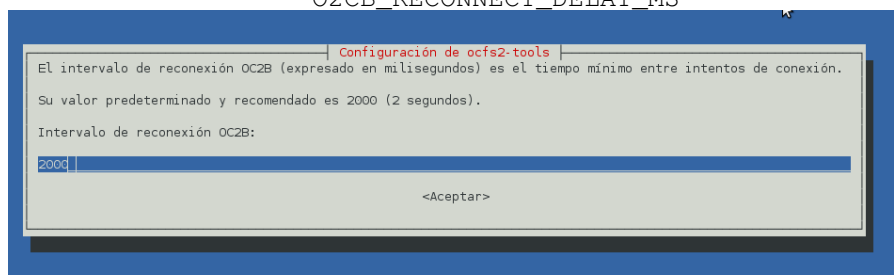 O2CB_RECONNECT_DELAY_MS
Configuración de ocfs2-tools
El intervalo de reconexión OC2B (expresado en milisegundos) es el tiempo mínimo entre intentos de conexión.
Su valor predeterminado y recomendado es 2000 (2 segundos).
Intervalo de reconexión OC2B:
2000
<Aceptar>